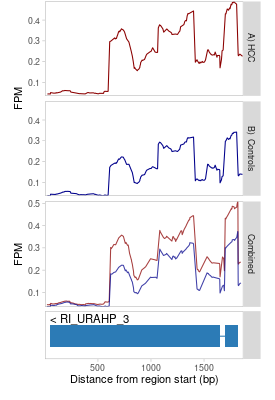 0.4
0.3
0.2
0.1
A) HCC
FPM
0.4
0.3
0.2
0.1
B) Controls
0.5
0.4
0.3
0.2
0.1
Combined
FPM
< RI_URAHP_3
500
1000
1500
Distance from region start (bp)